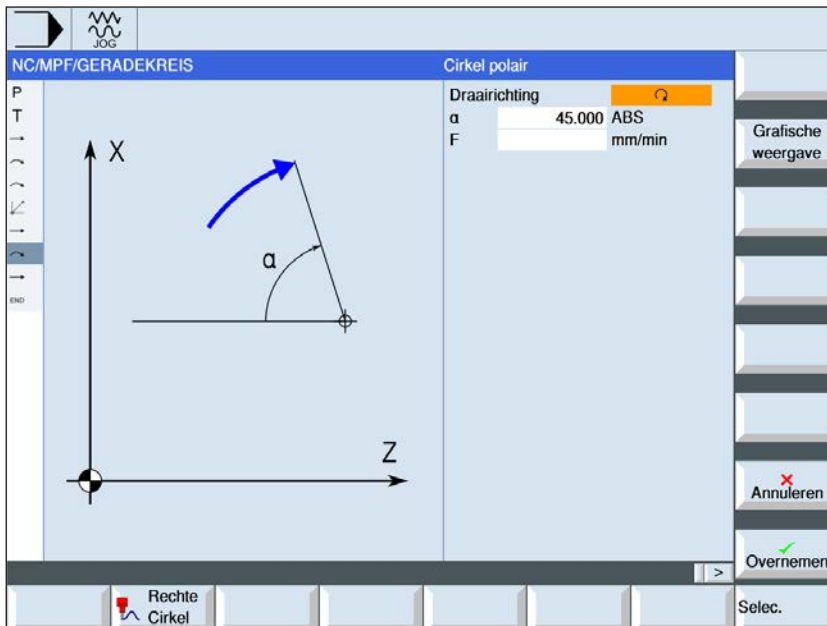 JOG
NC/MPF/GERADEKREIS
Cirkel polair
P
T
END
X
α
Z
Draairichting
α 45.000 ABS
F mm/min
Grafische
weergave
Annuleren
Overnemen
>
Rechte
Cirkel
Selec.